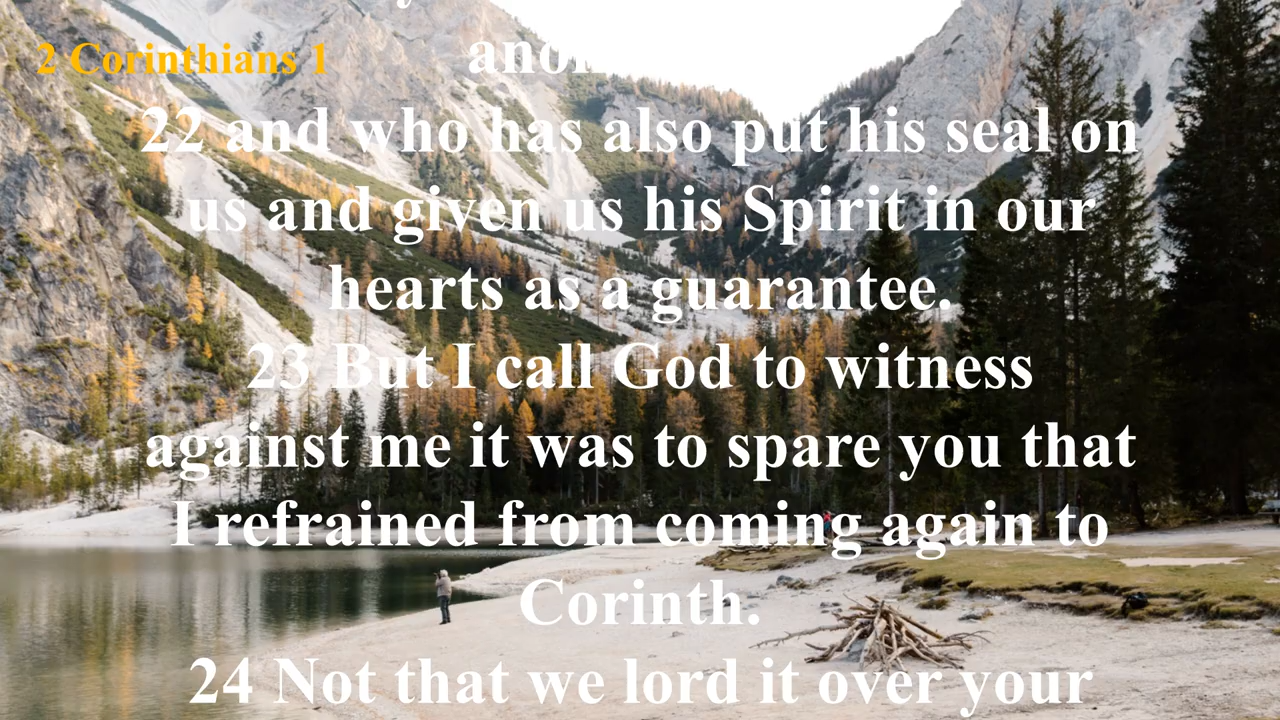 2 Corinthians 1
22 and who has also put his seal on
us and given us his Spirit in our
hearts as a guarantee.
23 But I call God to witness
against me it was to spare you that
I refrained from coming again to
Corinth.
24 Not that we lord it over your